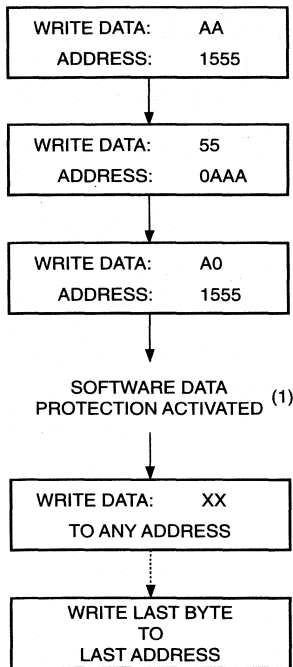 WRITE DATA: AA
ADDRESS: 1555
WRITE DATA: 55
ADDRESS: 0AAA
WRITE DATA: A0
ADDRESS: 1555
SOFTWARE DATA
PROTECTION ACTIVATED (1)
WRITE DATA: XX
TO ANY ADDRESS
WRITE LAST BYTE
TO
LAST ADDRESS